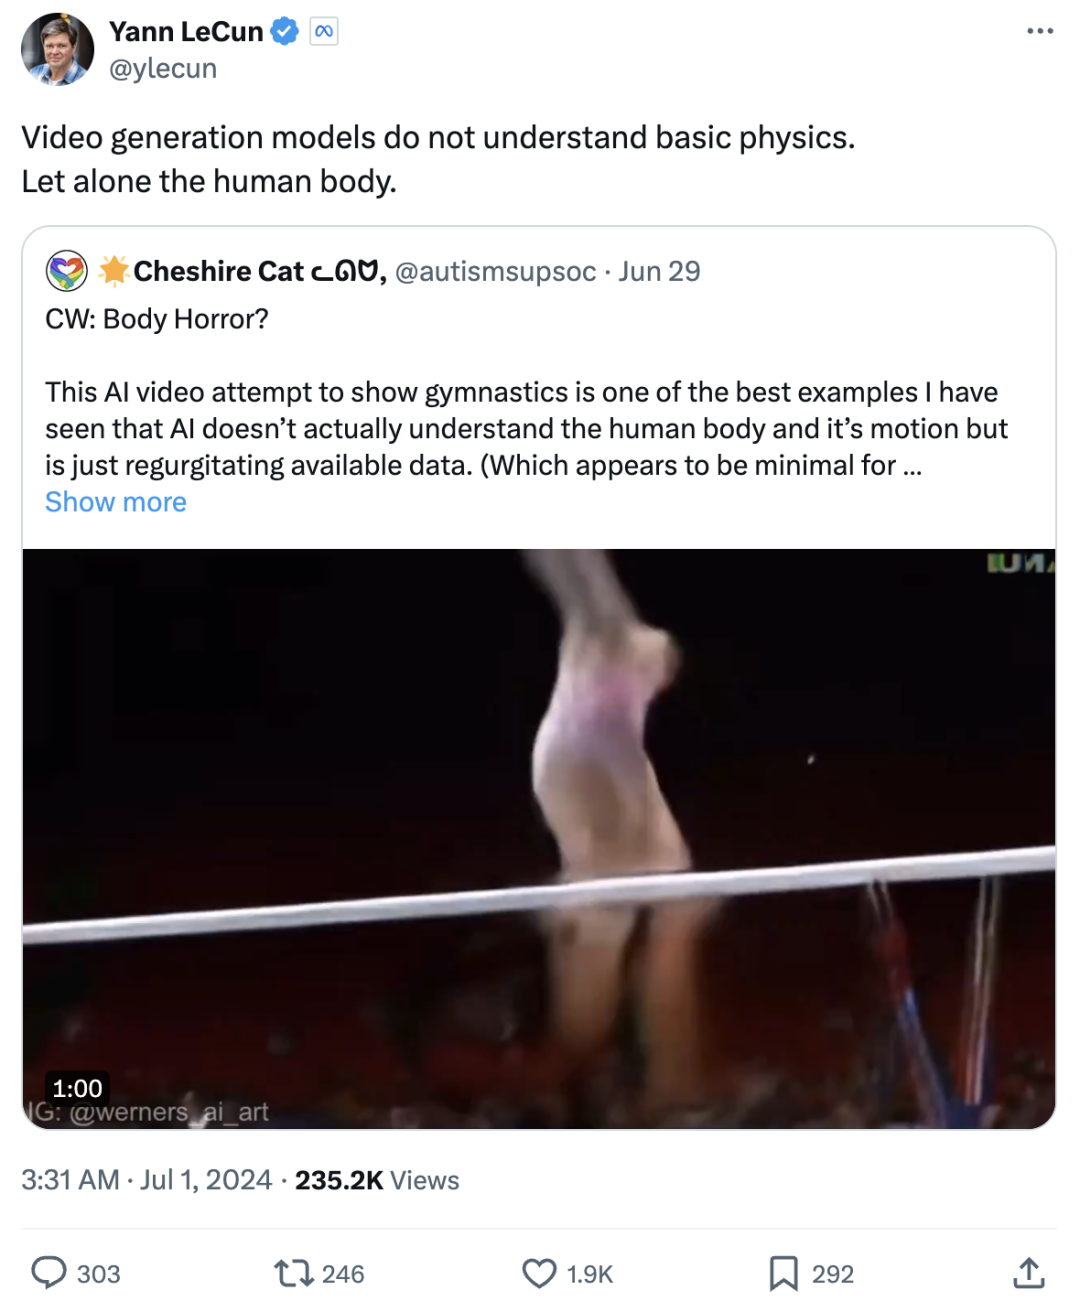 Yann LeCun
@ylecun
Video generation models do not understand basic physics.
Let alone the human body.
Cheshire Cat ᓚᘏᗢ, @autismsupsoc · Jun 29
CW: Body Horror?
This AI video attempt to show gymnastics is one of the best examples I have
seen that AI doesn’t actually understand the human body and it’s motion but
is just regurgitating available data. (Which appears to be minimal for ...
Show more
1:00
IG: @werners_ai_art
3:31 AM · Jul 1, 2024 · 235.2K Views
303 246 1.9K 292